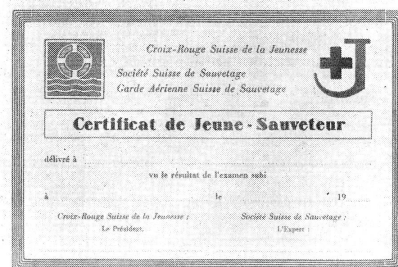 Croix-Rouge Suisse de la Jeunesse
Société Suisse de Sauvetage
Garde Aérienne Suisse de Sauvetage
J
Certificat de Jeune - Sauveteur
délivré à
vu le résultat de l'examen subi
à le 19
Croix-Rouge Suisse de la Jeunesse : Société Suisse de Sauvetage :
Le Président. L'Expert :